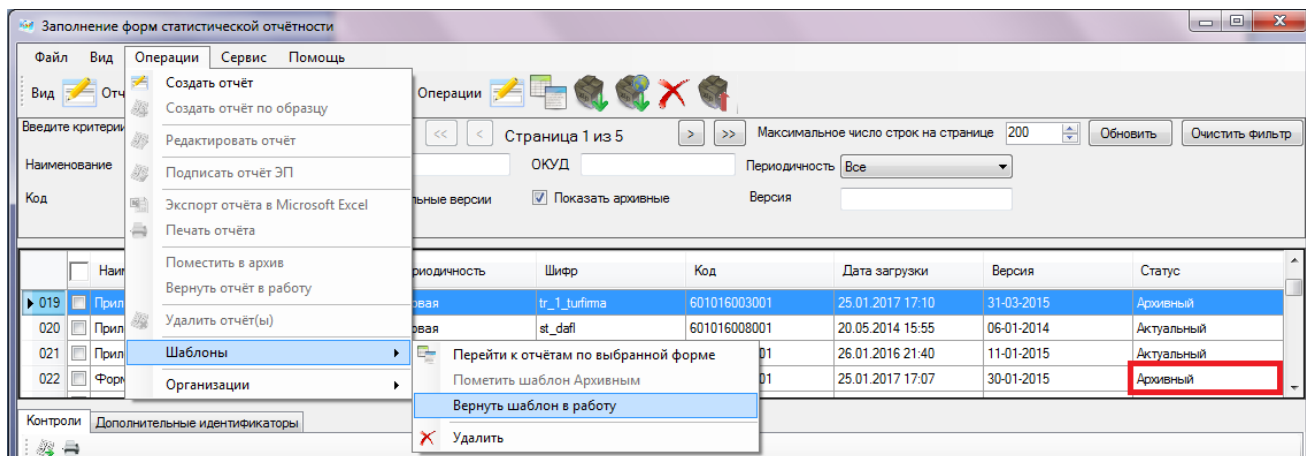 Заполнение форм статистической отчётности
Файл Вид Операции Сервис Помощь
Вид Отч Операции
Создать отчёт
Создать отчёт по образцу
Редактировать отчёт
Подписать отчёт ЭП
Экспорт отчёта в Microsoft Excel
Печать отчёта
Поместить в архив
Вернуть отчёт в работу
Удалить отчёт(ы)
Шаблоны
Организации
Введите критерии << < Страница 1 из 5 > >> Максимальное число строк на странице 200 Обновить Очистить фильтр
Наименование ОКУД Периодичность Все
Код льные версии Показать архивные Версия
Наим риодичность Шифр Код Дата загрузки Версия Статус
019 Прил овая tr_1_turfirma 601016003001 25.01.2017 17:10 31-03-2015 Архивный
020 Прил овая st_dafl 601016008001 20.05.2014 15:55 06-01-2014 Актуальный
021 Прил 01 26.01.2016 21:40 11-01-2015 Актуальный
022 Форм 01 25.01.2017 17:07 30-01-2015 Архивный
Перейти к отчётам по выбранной форме
Пометить шаблон Архивным
Вернуть шаблон в работу
Удалить
Контроли Дополнительные идентификаторы